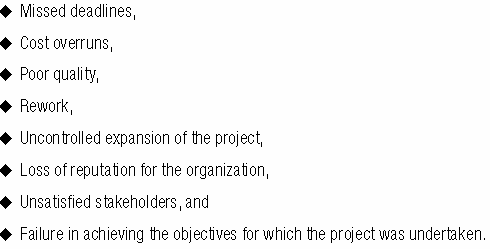 ◆ Missed deadlines,
◆ Cost overruns,
◆ Poor quality,
◆ Rework,
◆ Uncontrolled expansion of the project,
◆ Loss of reputation for the organization,
◆ Unsatisfied stakeholders, and
◆ Failure in achieving the objectives for which the project was undertaken.